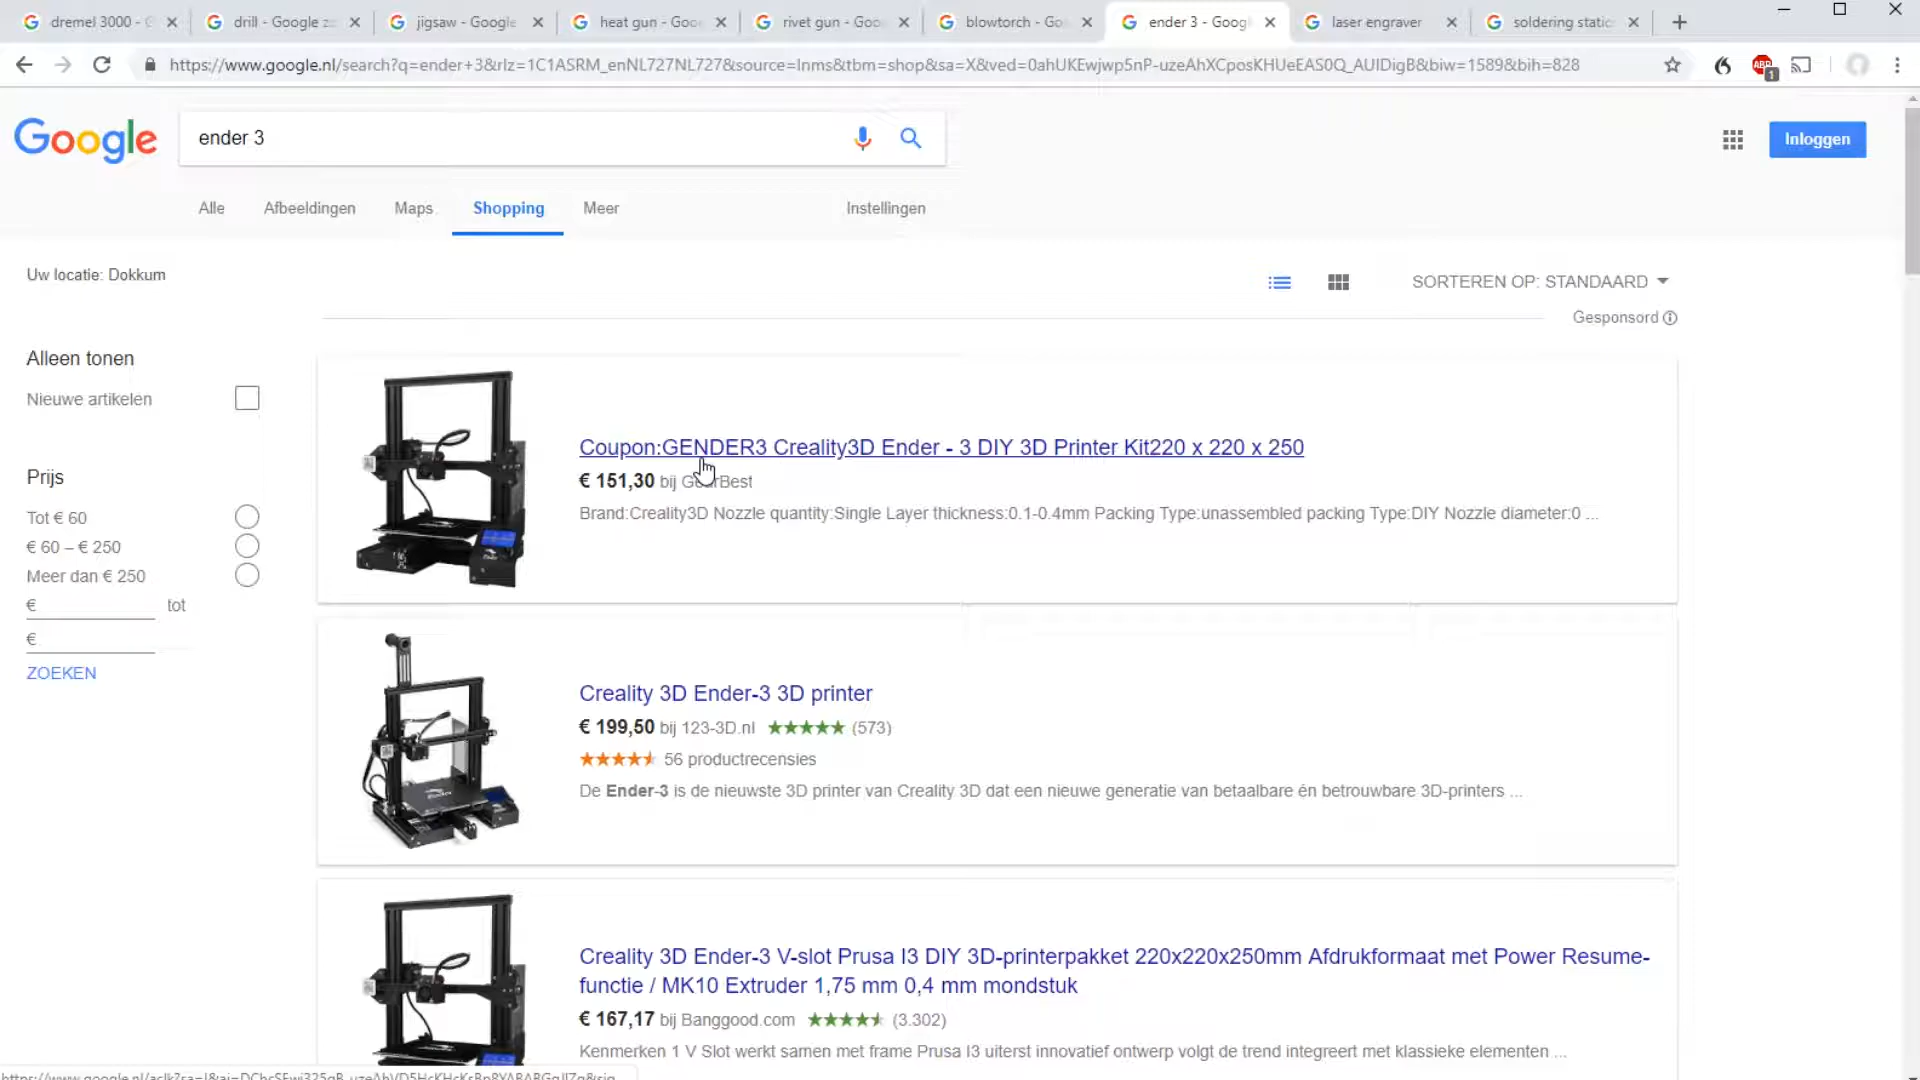 dremel 3000 - G
drill - Google zo
jigsaw - Google
heat gun - Goo
rivet gun - Goo
blowtorch - Go
ender 3 - Googl
laser engraver
soldering static
https://www.google.nl/search?q=ender+3&rlz=1C1ASRM_enNL727NL727&source=lnms&tbm=shop&sa=X&ved=0ahUKEwjwp5nP-uzeAhXCposKHUeEAS0Q_AUIDigB&biw=1589&bih=828
ABP
1
Google
ender 3
Inloggen
Alle
Afbeeldingen
Maps
Shopping
Meer
Instellingen
Uw locatie: Dokkum
SORTEREN OP: STANDAARD
Gesponsord
Alleen tonen
Nieuwe artikelen
Prijs
Tot € 60
€ 60 – € 250
Meer dan € 250
€ tot
€
ZOEKEN
Coupon:GENDER3 Creality3D Ender - 3 DIY 3D Printer Kit220 x 220 x 250
€ 151,30 bij GearBest
Brand:Creality3D Nozzle quantity:Single Layer thickness:0.1-0.4mm Packing Type:unassembled packing Type:DIY Nozzle diameter:0 ...
Creality 3D Ender-3 3D printer
€ 199,50 bij 123-3D.nl (573)
56 productrecensies
De Ender-3 is de nieuwste 3D printer van Creality 3D dat een nieuwe generatie van betaalbare én betrouwbare 3D-printers ...
Creality 3D Ender-3 V-slot Prusa I3 DIY 3D-printerpakket 220x220x250mm Afdrukformaat met Power Resume-
functie / MK10 Extruder 1,75 mm 0,4 mm mondstuk
€ 167,17 bij Banggood.com (3.302)
Kenmerken 1 V Slot werkt samen met frame Prusa I3 uiterst innovatief ontwerp volgt de trend integreert met klassieke elementen ...